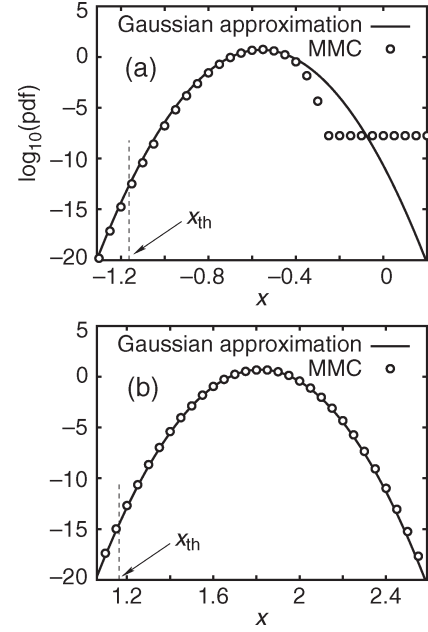 Gaussian approximation
MMC
(a)
5
0
−5
−10
−15
−20
log₁₀(pdf)
xth
−1.2 −0.8 −0.4 0
x
Gaussian approximation
MMC
(b)
5
0
−5
−10
−15
−20
xth
1.2 1.6 2 2.4
x